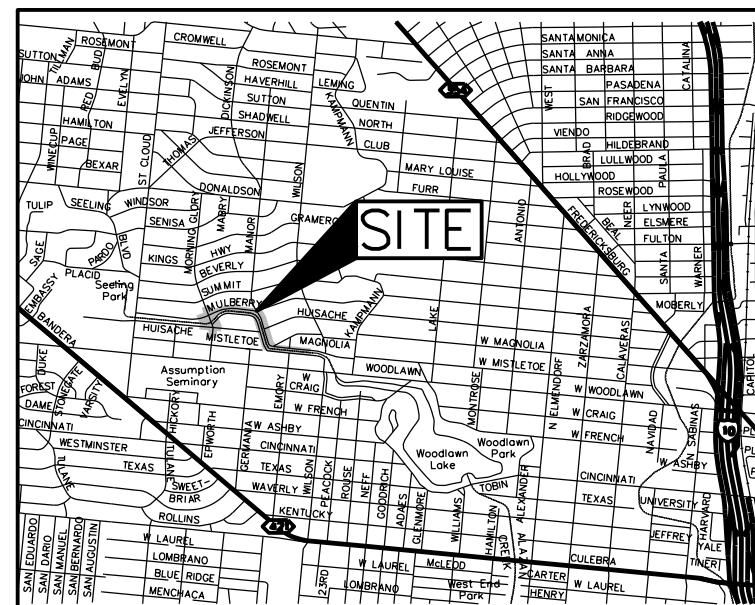 ROSEMONT
CROMWELL
SANTA MONICA
SANTA ANNA
SANTA BARBARA
CATALINA
SUTTON
TILLMAN
BUD
ROSEMONT
HAVERHILL
LEMING
PASADENA
SAN FRANCISCO
RIDGEWOOD
JOHN ADAMS
RED
EVELYN
DICKINSON
SUTTON
SHADWELL
JEFFERSON
KAMPMANN
QUENTIN
NORTH
CLUB
WEST
VIENDO
HILDEBRAND
HAMILTON
PAGE
WINECUP
BEXAR
ST CLOUD
THOMAS
WILSON
MARY LOUISE
FURR
BRAD
LULLWOOD
PAULA
HOLLYWOOD
ROSEWOOD
TULIP
SEELING
WINDSOR
DONALDSON
SENISA
MORNING GLORY
MABRY
MANOR
GRAMERC
SITE
ANTONIO
FREDERICKSBURG
BEAL
NEER
LYNWOOD
ELSMERE
FULTON
SAGE
PARDO
BLVD
KINGS
HWY
BEVERLY
SUMMIT
SANTA
WARNER
PLACID
Seeling
Park
MULBERRY
HUISACHE
KAMPMANN
LAKE
MOBERLY
EMBASSY
BANDERA
HUISACHE
MISTLETOE
MAGNOLIA
W MAGNOLIA
W MISTLETOE
ZARZAMORA
CALAVERAS
Assumption
Seminary
WOODLAWN
MONTROSE
N ELMENDORF
W WOODLAWN
CAPITOL
DUKE
FOREST
STONEGATE
VARSITY
DAME
CINCINNATI
HICKORY
EMORY
W
CRAIG
W FRENCH
W CRAIG
W FRENCH
NAVIDAD
N SABINAS
10
WESTMINSTER
TEXAS
TULANE
TULANE
EPWORTH
GERMANIA
W ASHBY
CINCINNATI
TEXAS
WAVERLY
Woodlawn
Lake
Woodlawn
Park
W ASHBY
SWEET-
BRIAR
ROLLINS
WILSON
PEACOCK
ROUSE
NEFF
GOODRICH
ADAES
GLENMORE
WILLIAMS
TOBIN
ALEXANDER
CINCINNATI
TEXAS
UNIVERSITY
HARVARD
KENTUCKY
421
HAMILTON
CREEK
ALAZAN
JEFFREY
YALE
TINER
SAN EDUARDO
SAN DARIO
SAN MANUEL
SAN BERNARDO
SAN AUGUSTIN
W LAUREL
LOMBRANO
BLUE RIDGE
MENCHACA
23RD
W LAUREL
LOMBRANO
McLEOD
West End
Park
CULEBRA
CARTER
HENRY
W LAUREL